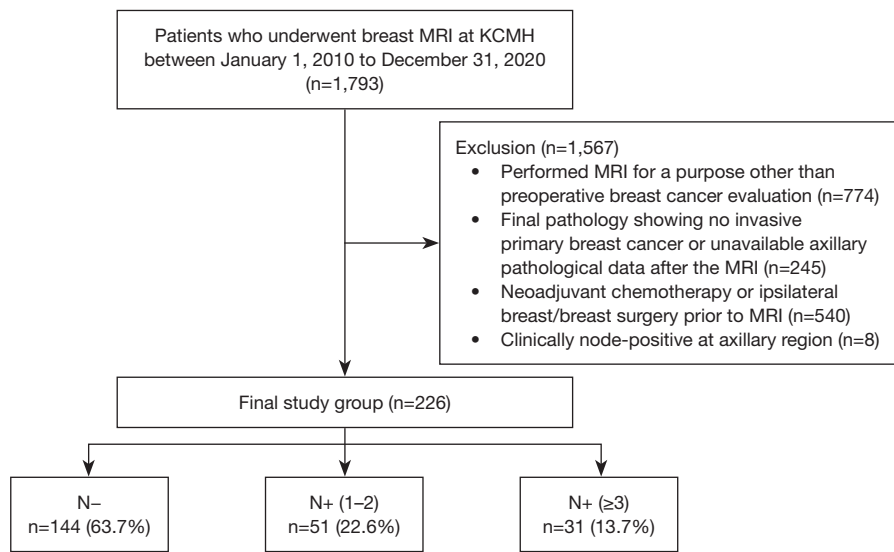 Patients who underwent breast MRI at KCMH
between January 1, 2010 to December 31, 2020
(n=1,793)
Exclusion (n=1,567)
• Performed MRI for a purpose other than
preoperative breast cancer evaluation (n=774)
• Final pathology showing no invasive
primary breast cancer or unavailable axillary
pathological data after the MRI (n=245)
• Neoadjuvant chemotherapy or ipsilateral
breast/breast surgery prior to MRI (n=540)
• Clinically node-positive at axillary region (n=8)
Final study group (n=226)
N−
n=144 (63.7%)
N+ (1–2)
n=51 (22.6%)
N+ (≥3)
n=31 (13.7%)